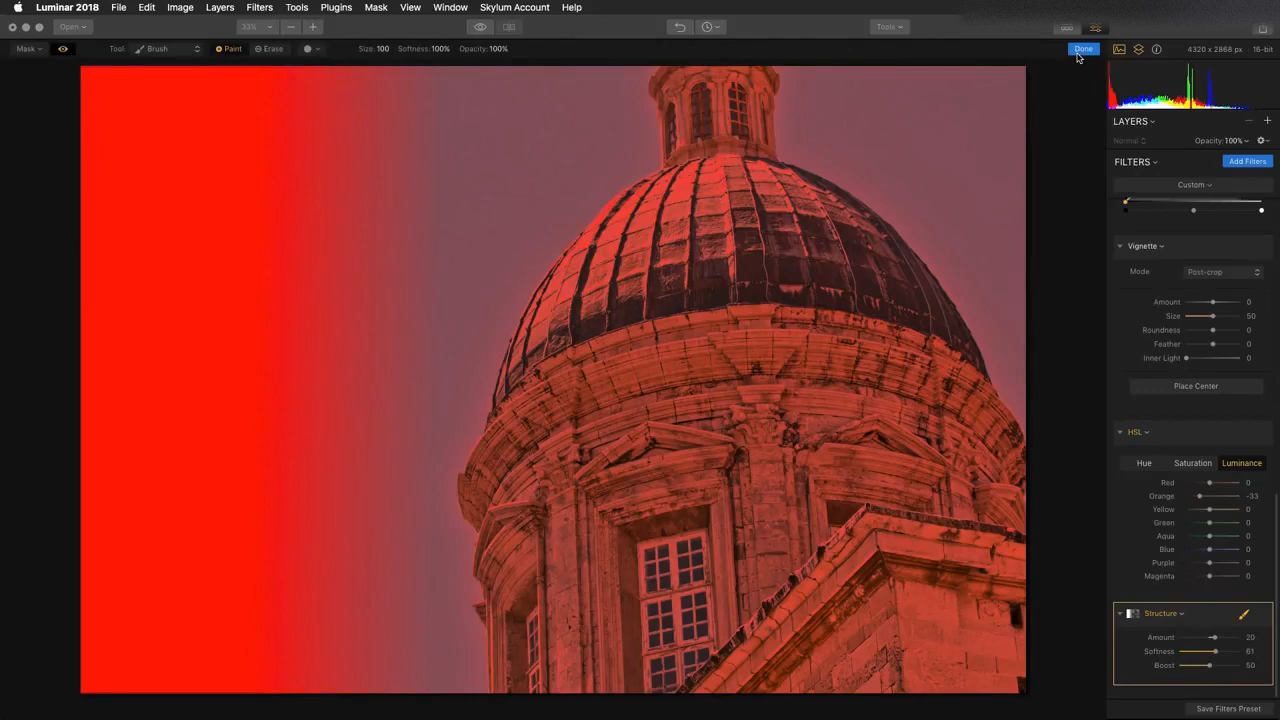 Luminar 2018 File Edit Image Layers Filters Tools Plugins Mask View Window Skylum Account Help
Open 33% Tools
Mask Tool: Brush Paint Erase Size: 100 Softness: 100% Opacity: 100% Done 4320 x 2868 px 16-bit
LAYERS
Normal Opacity: 100%
FILTERS Add Filters
Custom
Vignette
Mode Post-crop
Amount 0
Size 50
Roundness 0
Feather 0
Inner Light 0
Place Center
HSL
Hue Saturation Luminance
Red 0
Orange -33
Yellow 0
Green 0
Aqua 0
Blue 0
Purple 0
Magenta 0
Structure
Amount 20
Softness 61
Boost 50
Save Filters Preset